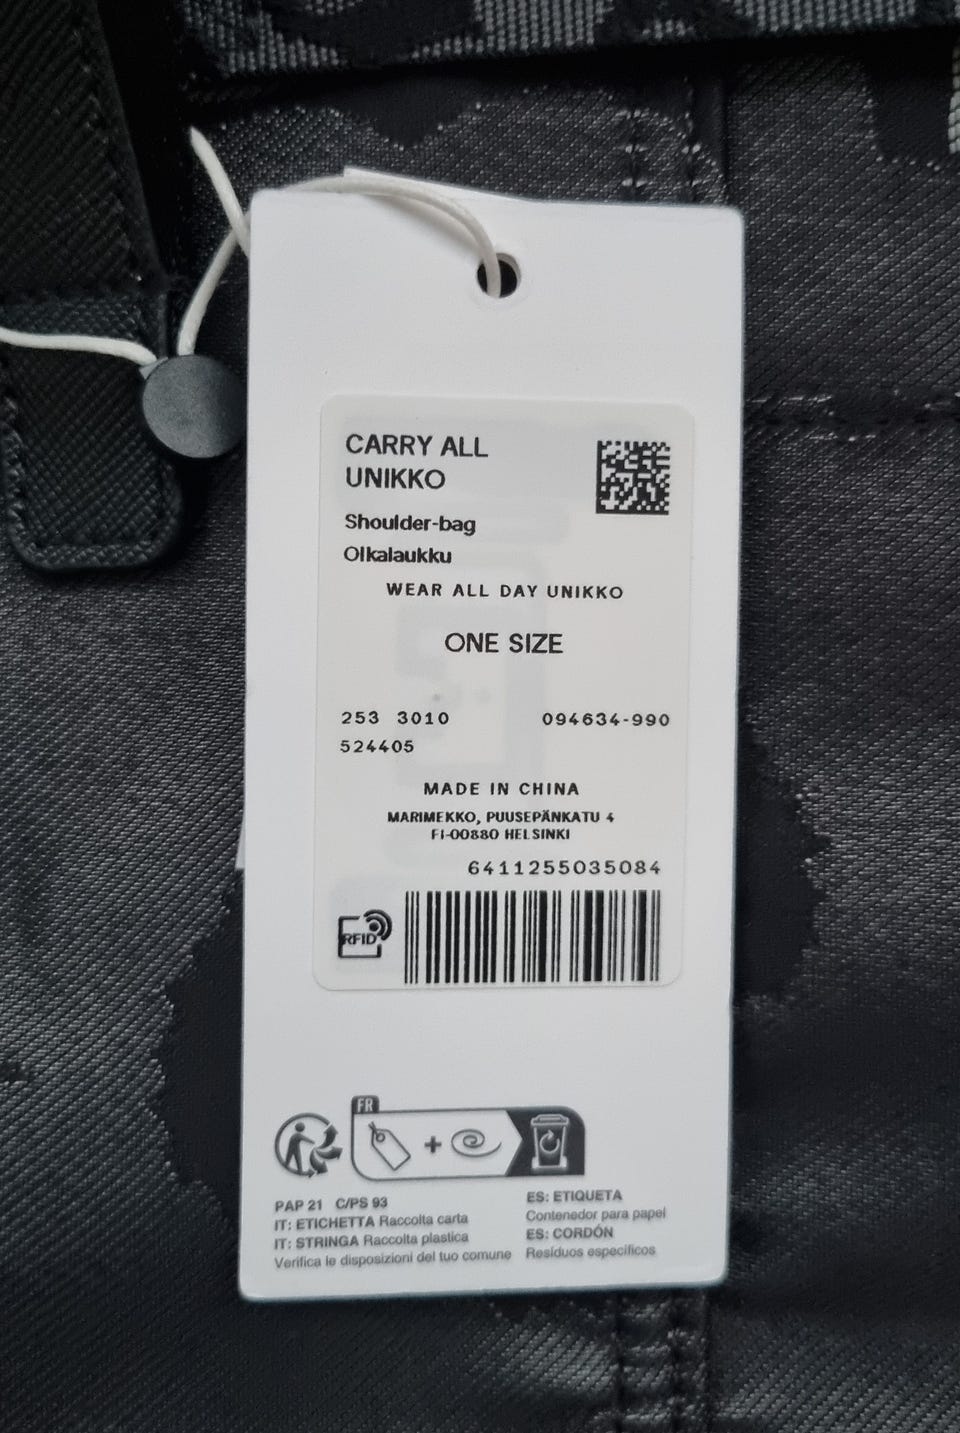 CARRY ALL
UNIKKO
Shoulder-bag
Olkalaukku
WEAR ALL DAY UNIKKO
ONE SIZE
253 3010 094634-990
524405
MADE IN CHINA
MARIMEKKO, PUUSEPÄNKATU 4
FI-00880 HELSINKI
6411255035084
RFID
FR
PAP 21 C/PS 93
IT: ETICHETTA Raccolta carta
IT: STRINGA Raccolta plastica
Verifica le disposizioni del tuo comune
ES: ETIQUETA
Contenedor para papel
ES: CORDÓN
Resíduos específicos